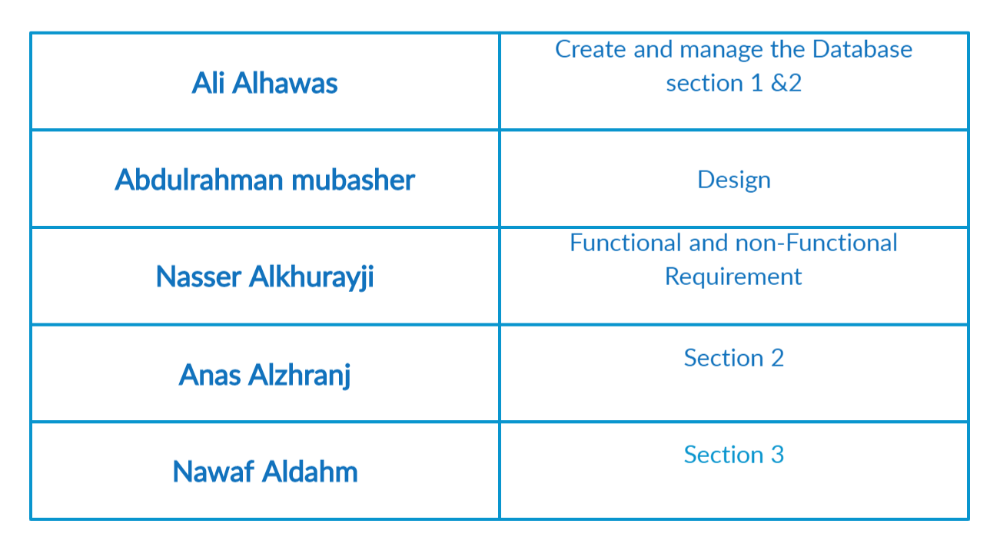 Ali Alhawas
Create and manage the Database
section 1 &2
Abdulrahman mubasher
Design
Nasser Alkhurayji
Functional and non-Functional
Requirement
Anas Alzhranj
Section 2
Nawaf Aldahm
Section 3